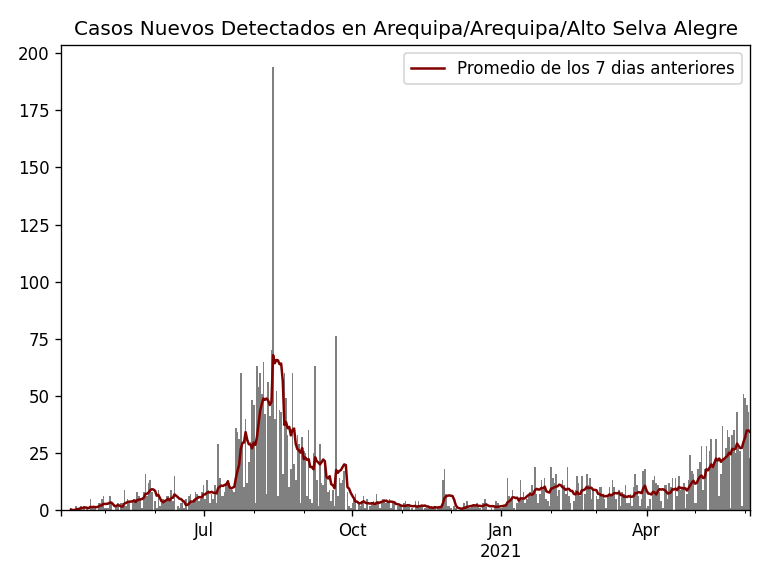 Casos Nuevos Detectados en Arequipa/Arequipa/Alto Selva Alegre
Promedio de los 7 dias anteriores
200
175
150
125
100
75
50
25
0
Jul
Oct
Jan
Apr
2021